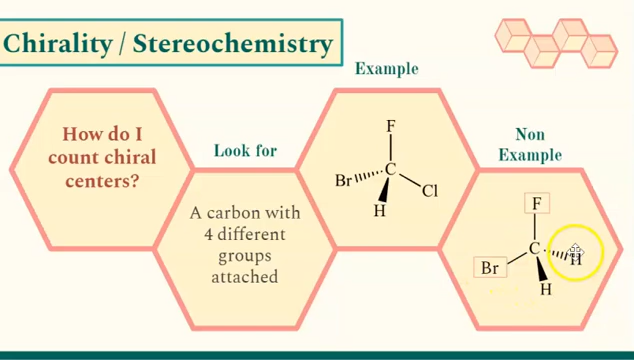 Chirality / Stereochemistry
How do I
count chiral
centers?
Look for
A carbon with
4 different
groups
attached
Example
F
Br
C
Cl
H
Non
Example
F
C
H
Br
H